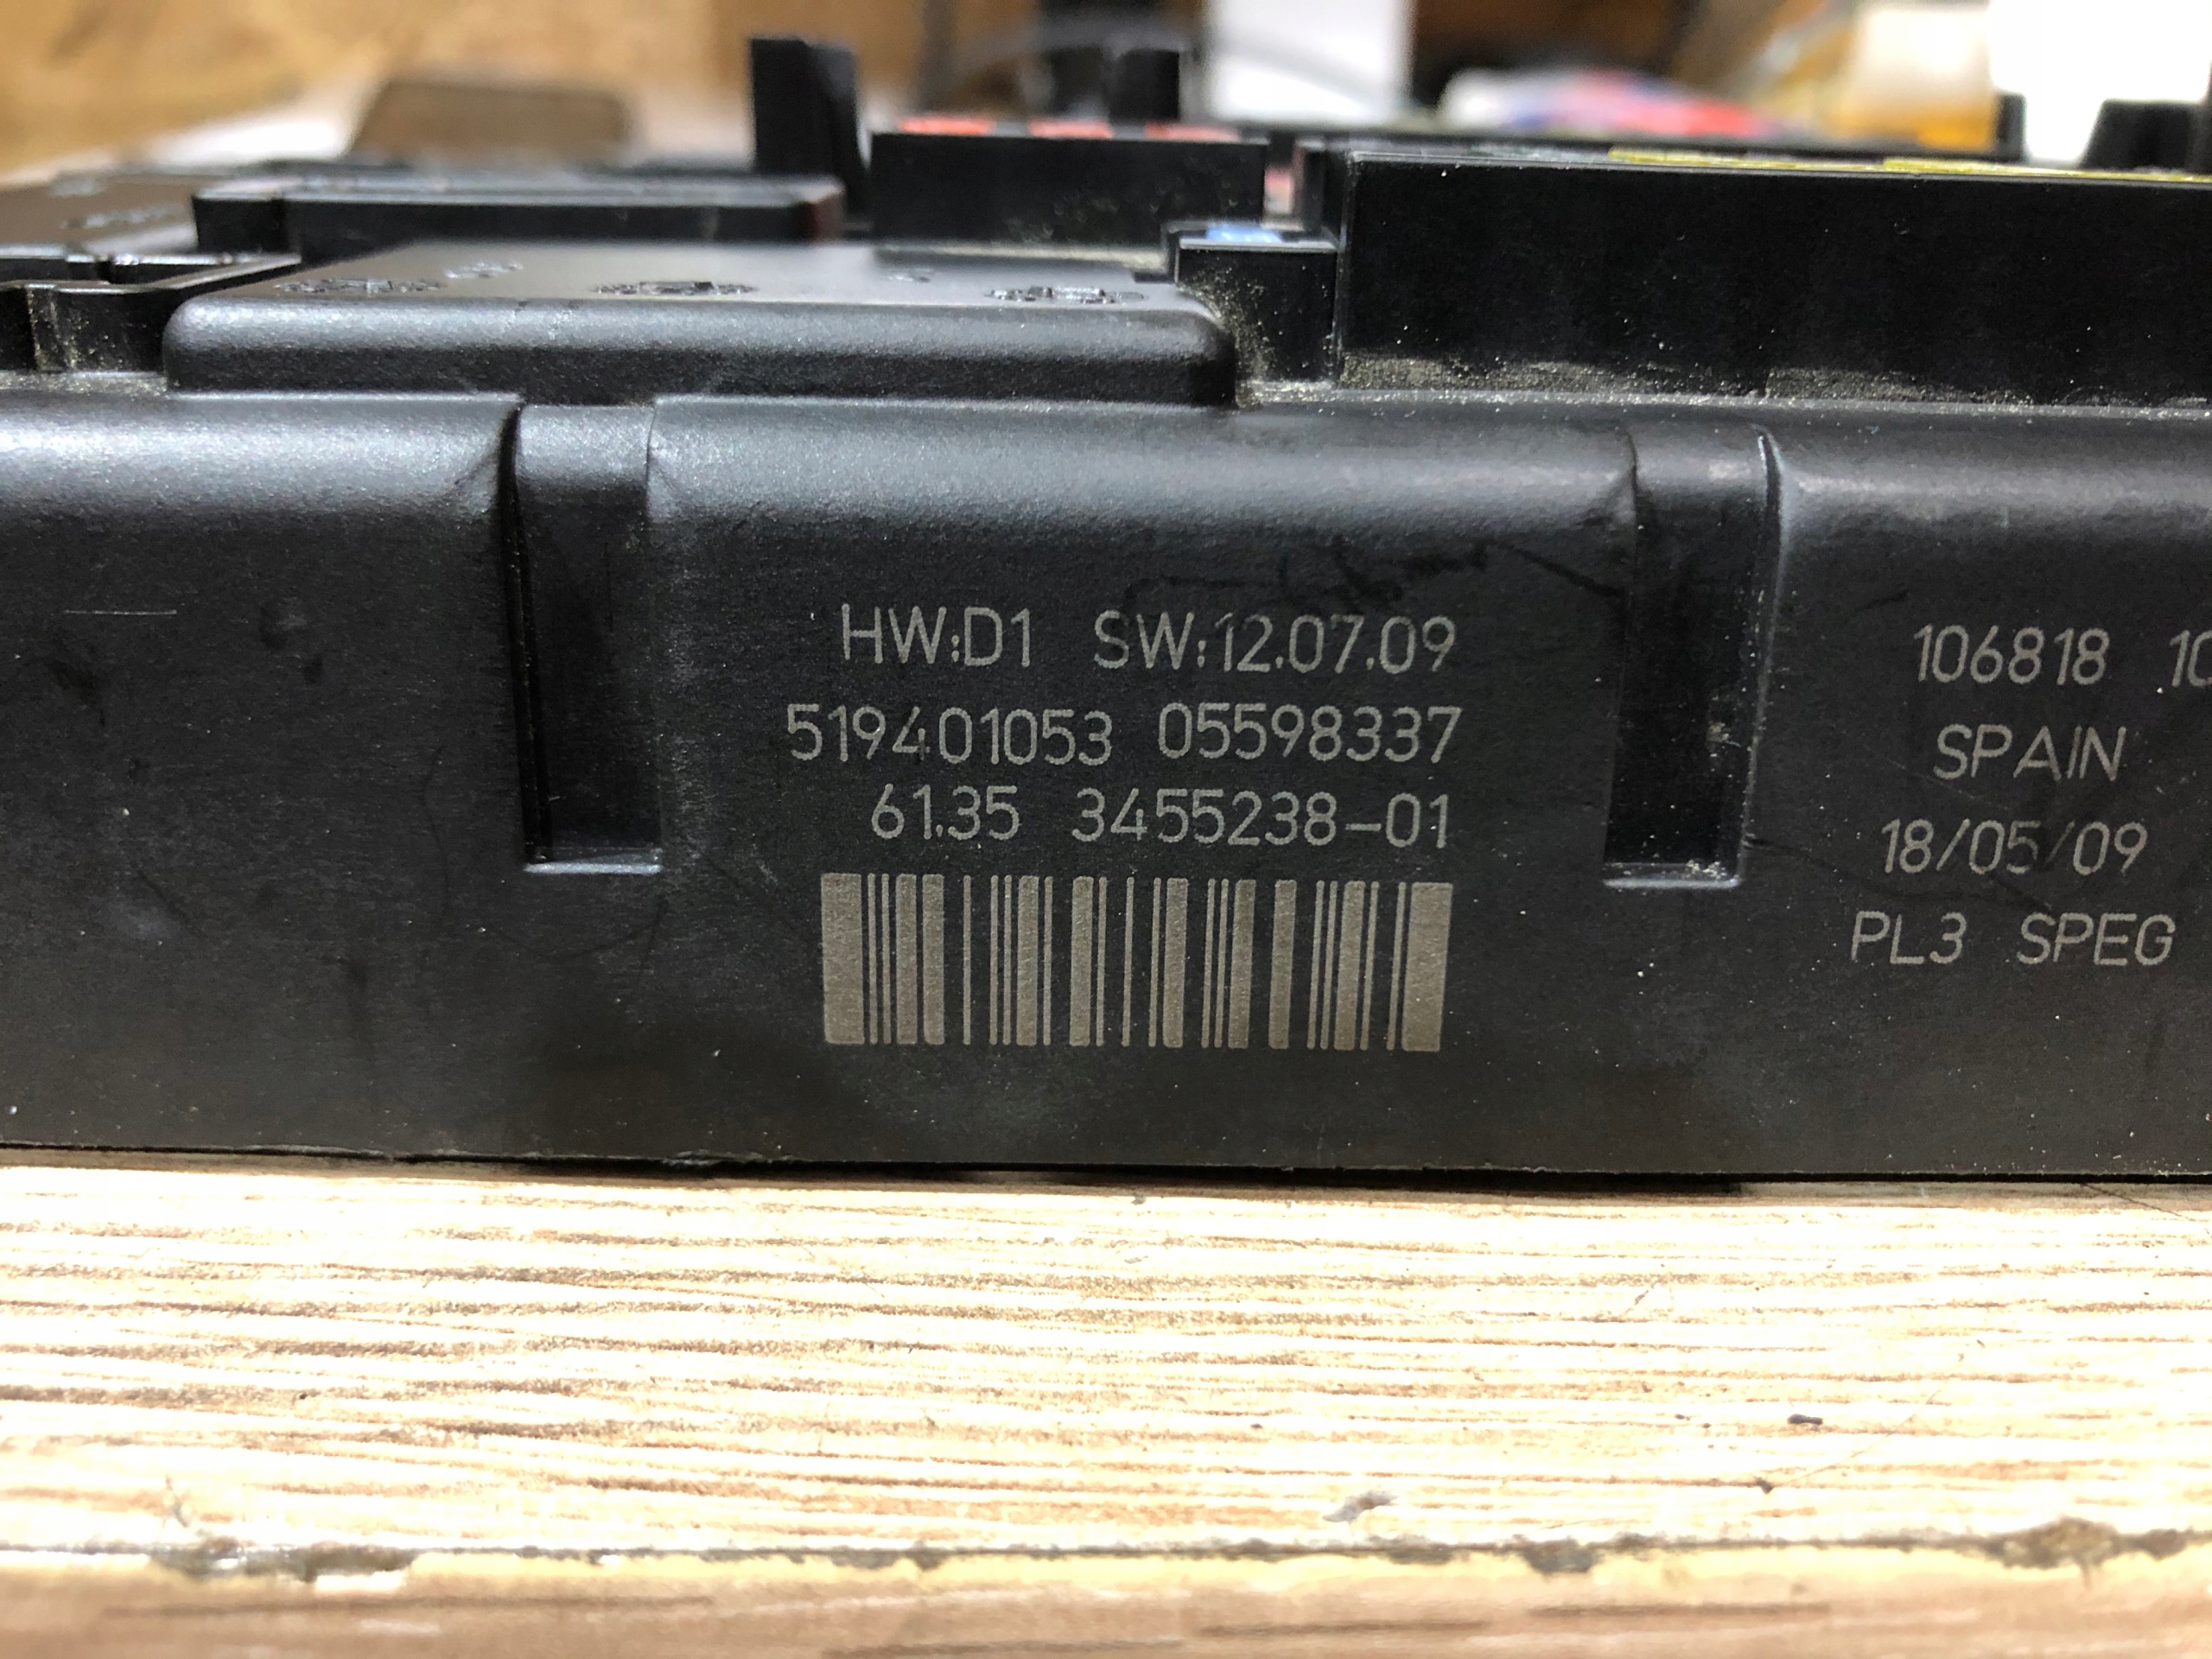 HW:D1 SW:12.07.09
519401053 05598337
61.35 3455238-01
106818 10
SPAIN
18/05/09
PL3 SPEG